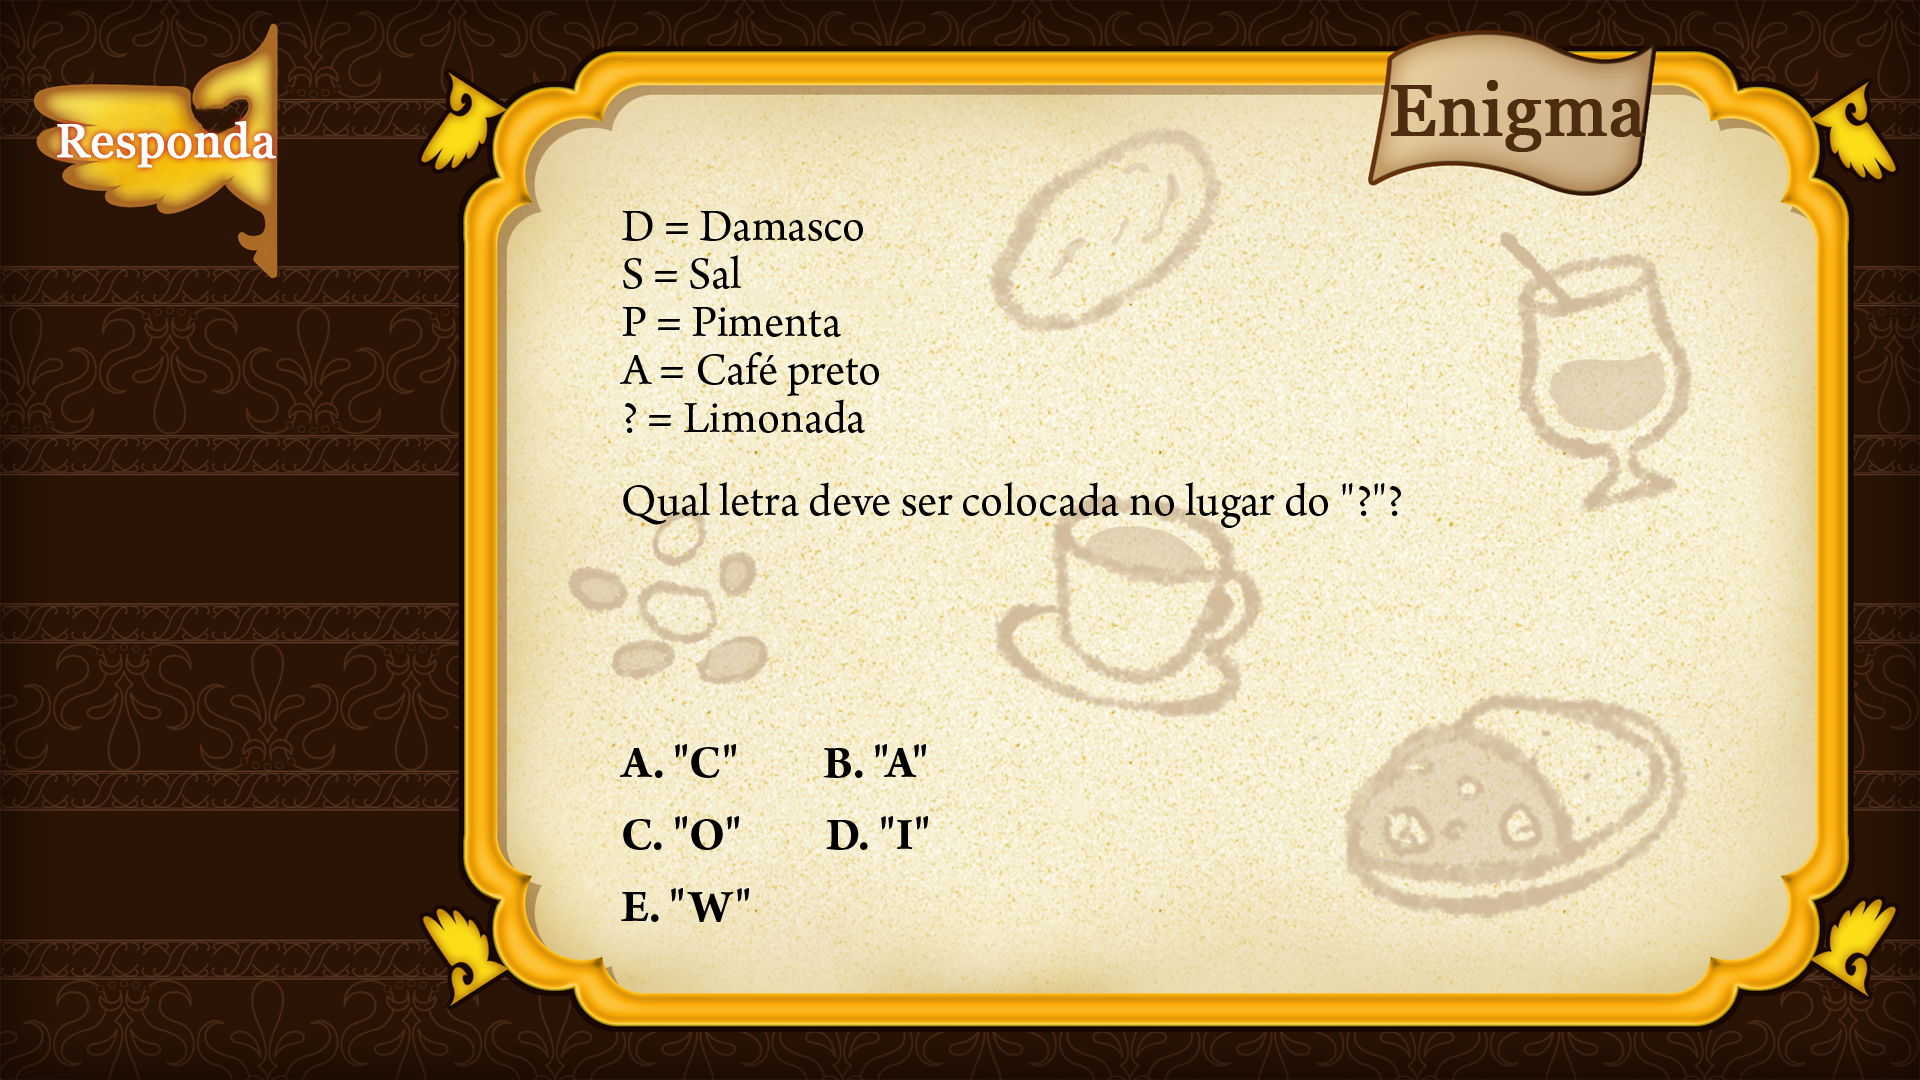 Responda
Enigma
D = Damasco
S = Sal
P = Pimenta
A = Café preto
? = Limonada
Qual letra deve ser colocada no lugar do "?"?
A. "C" B. "A"
C. "O" D. "I"
E. "W"